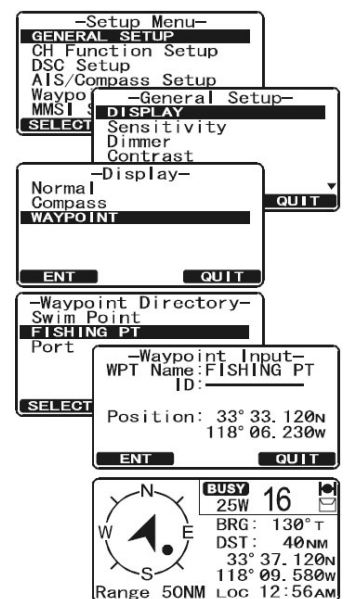 -Setup Menu-
GENERAL SETUP
CH Function Setup
DSC Setup
AIS/Compass Setup
Waypo
MMSI
SELECT
-General Setup-
DISPLAY
Sensitivity
Dimmer
Contrast
QUIT
-Display-
Normal
Compass
WAYPOINT
ENT QUIT
-Waypoint Directory-
Swim Point
FISHING PT
Port
SELECT
-Waypoint Input-
WPT Name:FISHING PT
ID:
Position: 33°33.120N
118°06.230W
ENT QUIT
N
W E
S
Range 50NM
BUSY
25W 16
BRG: 130°T
DST: 40NM
33°37.120N
118°09.580W
LOC 12:56AM